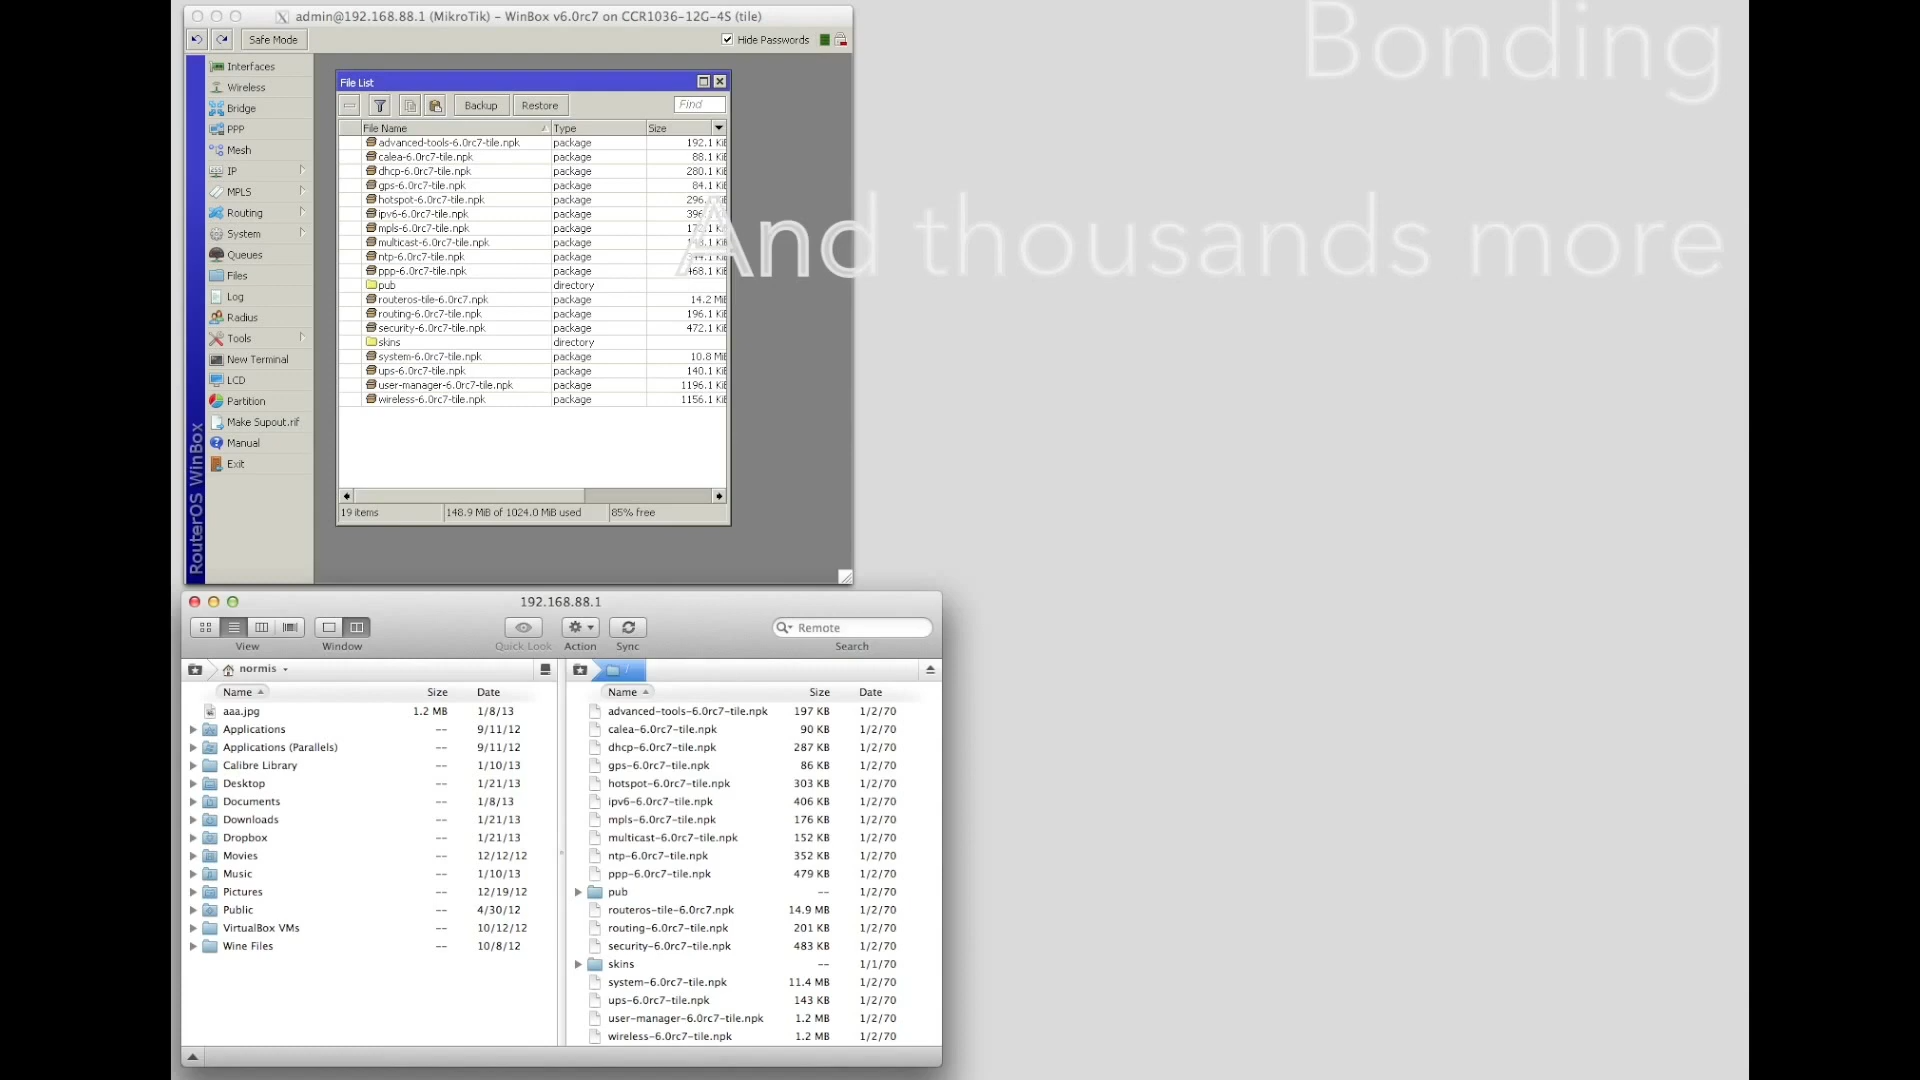 admin@192.168.88.1 (MikroTik) - WinBox v6.0rc7 on CCR1036-12G-4S (tile)
Safe Mode
Hide Passwords
Interfaces
Wireless
Bridge
PPP
Mesh
IP
MPLS
Routing
System
Queues
Files
Log
Radius
Tools
New Terminal
LCD
Partition
Make Supout.rif
Manual
Exit
RouterOS WinBox
File List
Backup Restore Find
File Name Type Size
advanced-tools-6.0rc7-tile.npk package 192.1 KiB
calea-6.0rc7-tile.npk package 88.1 KiB
dhcp-6.0rc7-tile.npk package 280.1 KiB
gps-6.0rc7-tile.npk package 84.1 KiB
hotspot-6.0rc7-tile.npk package
ipv6-6.0rc7-tile.npk package
mpls-6.0rc7-tile.npk package
multicast-6.0rc7-tile.npk package
ntp-6.0rc7-tile.npk package
ppp-6.0rc7-tile.npk package 468.1 KiB
pub directory
routeros-tile-6.0rc7.npk package 14.2 MiB
routing-6.0rc7-tile.npk package 196.1 KiB
security-6.0rc7-tile.npk package 472.1 KiB
skins directory
system-6.0rc7-tile.npk package 10.8 MiB
ups-6.0rc7-tile.npk package 140.1 KiB
user-manager-6.0rc7-tile.npk package 1196.1 KiB
wireless-6.0rc7-tile.npk package 1156.1 KiB
19 items 148.9 MiB of 1024.0 MiB used 85% free
Bonding
And thousands more
192.168.88.1
View Window Quick Look Action Sync Search
Remote
normis
/
Name Size Date
aaa.jpg 1.2 MB 1/8/13
Applications -- 9/11/12
Applications (Parallels) -- 9/11/12
Calibre Library -- 1/10/13
Desktop -- 1/21/13
Documents -- 1/8/13
Downloads -- 1/21/13
Dropbox -- 1/21/13
Movies -- 12/12/12
Music -- 1/10/13
Pictures -- 12/19/12
Public -- 4/30/12
VirtualBox VMs -- 10/12/12
Wine Files -- 10/8/12
Name Size Date
advanced-tools-6.0rc7-tile.npk 197 KB 1/2/70
calea-6.0rc7-tile.npk 90 KB 1/2/70
dhcp-6.0rc7-tile.npk 287 KB 1/2/70
gps-6.0rc7-tile.npk 86 KB 1/2/70
hotspot-6.0rc7-tile.npk 303 KB 1/2/70
ipv6-6.0rc7-tile.npk 406 KB 1/2/70
mpls-6.0rc7-tile.npk 176 KB 1/2/70
multicast-6.0rc7-tile.npk 152 KB 1/2/70
ntp-6.0rc7-tile.npk 352 KB 1/2/70
ppp-6.0rc7-tile.npk 479 KB 1/2/70
pub -- 1/2/70
routeros-tile-6.0rc7.npk 14.9 MB 1/2/70
routing-6.0rc7-tile.npk 201 KB 1/2/70
security-6.0rc7-tile.npk 483 KB 1/2/70
skins -- 1/1/70
system-6.0rc7-tile.npk 11.4 MB 1/2/70
ups-6.0rc7-tile.npk 143 KB 1/2/70
user-manager-6.0rc7-tile.npk 1.2 MB 1/2/70
wireless-6.0rc7-tile.npk 1.2 MB 1/2/70